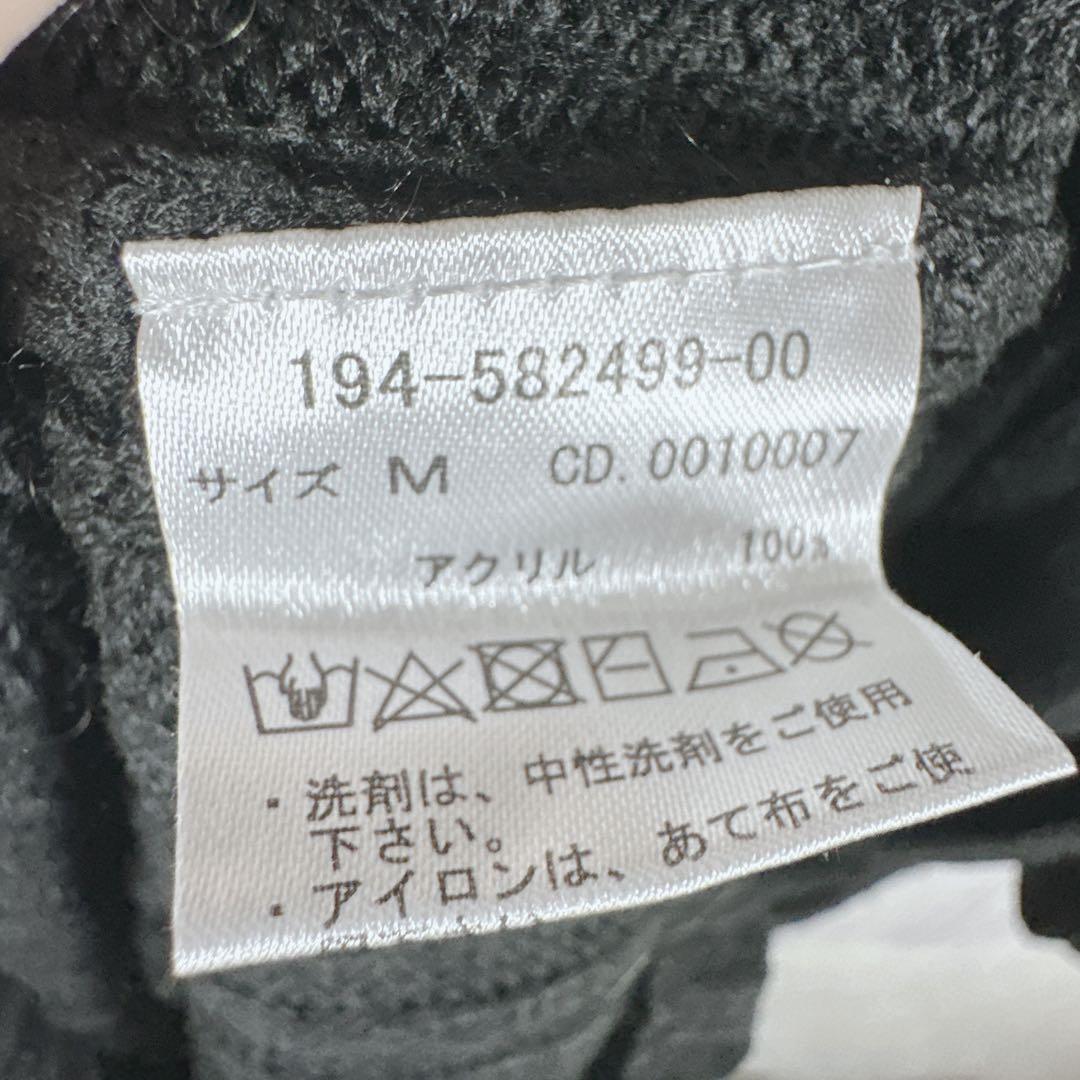 194-582499-00
サイズ M CD. 0010007
アクリル 100%
・洗剤は、中性洗剤をご使用
下さい。
・アイロンは、あて布をご使